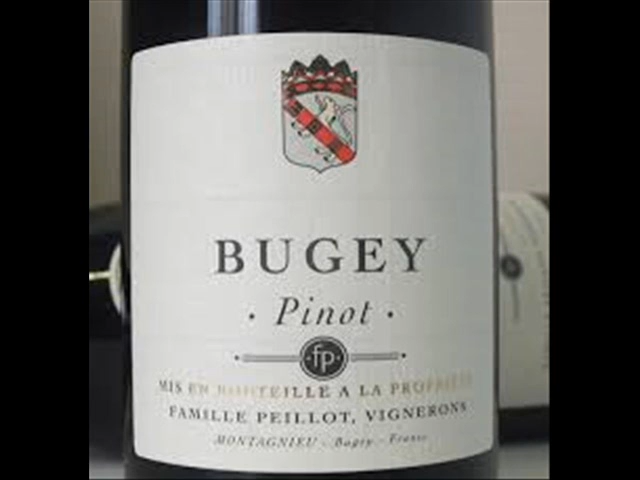 BUGEY
· Pinot ·
fp
MIS EN BOUTEILLE A LA PROPRIETE
FAMILLE PEILLOT, VIGNERONS
MONTAGNIEU - Bugey - France